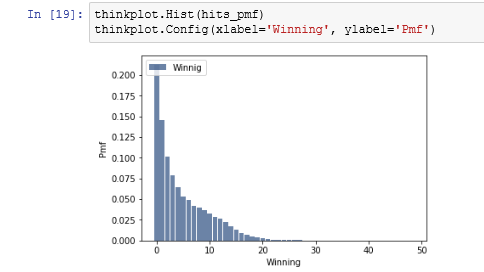 In [19]: thinkplot.Hist(hits_pmf)
thinkplot.Config(xlabel='Winning', ylabel='Pmf')
Winnig
0.200
0.175
0.150
0.125
0.100
0.075
0.050
0.025
0.000
Pmf
0 10 20 30 40 50
Winning